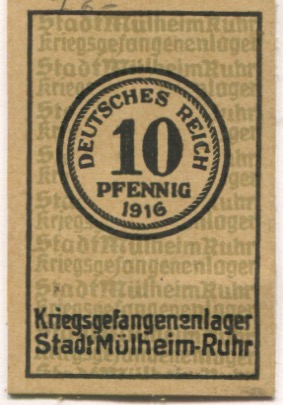 DEUTSCHES REICH
10
PFENNIG
1916
Kriegsgefangenenlager
Stadt Mülheim-Ruhr